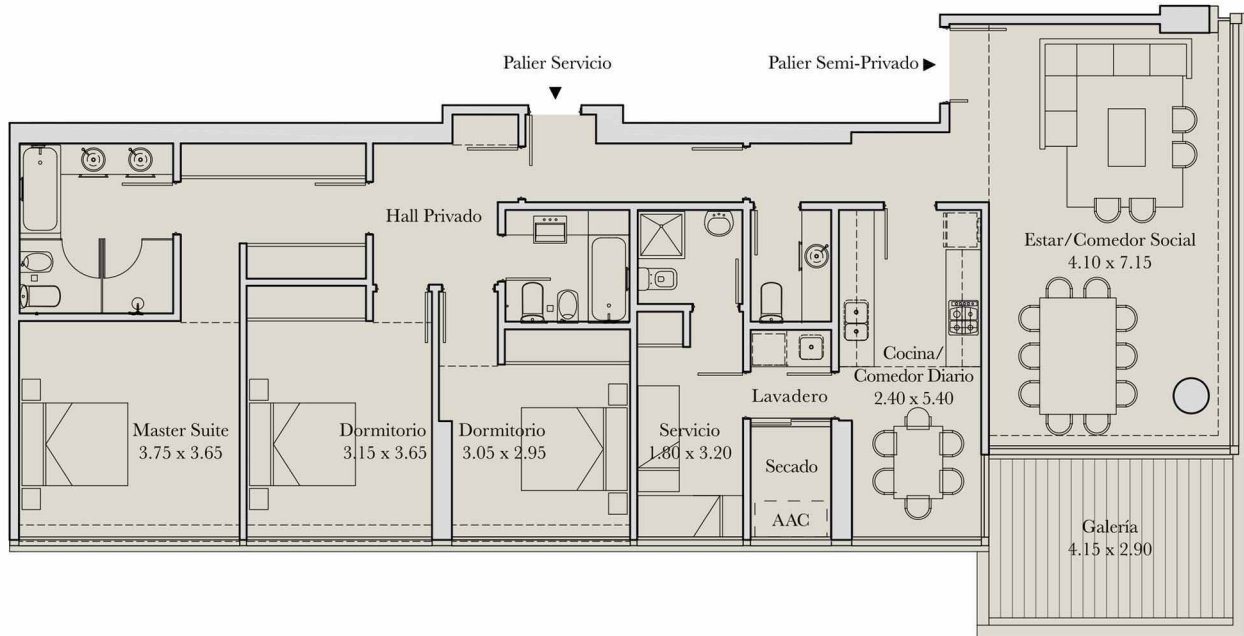 Palier Servicio
Palier Semi-Privado
Hall Privado
Estar/Comedor Social
4.10 x 7.15
Cocina/
Comedor Diario
2.40 x 5.40
Lavadero
Master Suite
3.75 x 3.65
Dormitorio
3.15 x 3.65
Dormitorio
3.05 x 2.95
Servicio
1.80 x 3.20
Secado
AAC
Galería
4.15 x 2.90